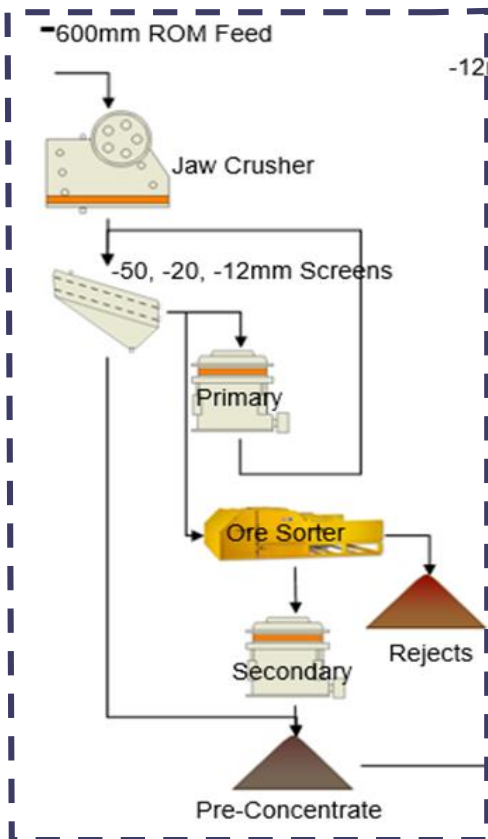 -600mm ROM Feed
-12
Jaw Crusher
-50, -20, -12mm Screens
Primary
Ore Sorter
Rejects
Secondary
Pre-Concentrate